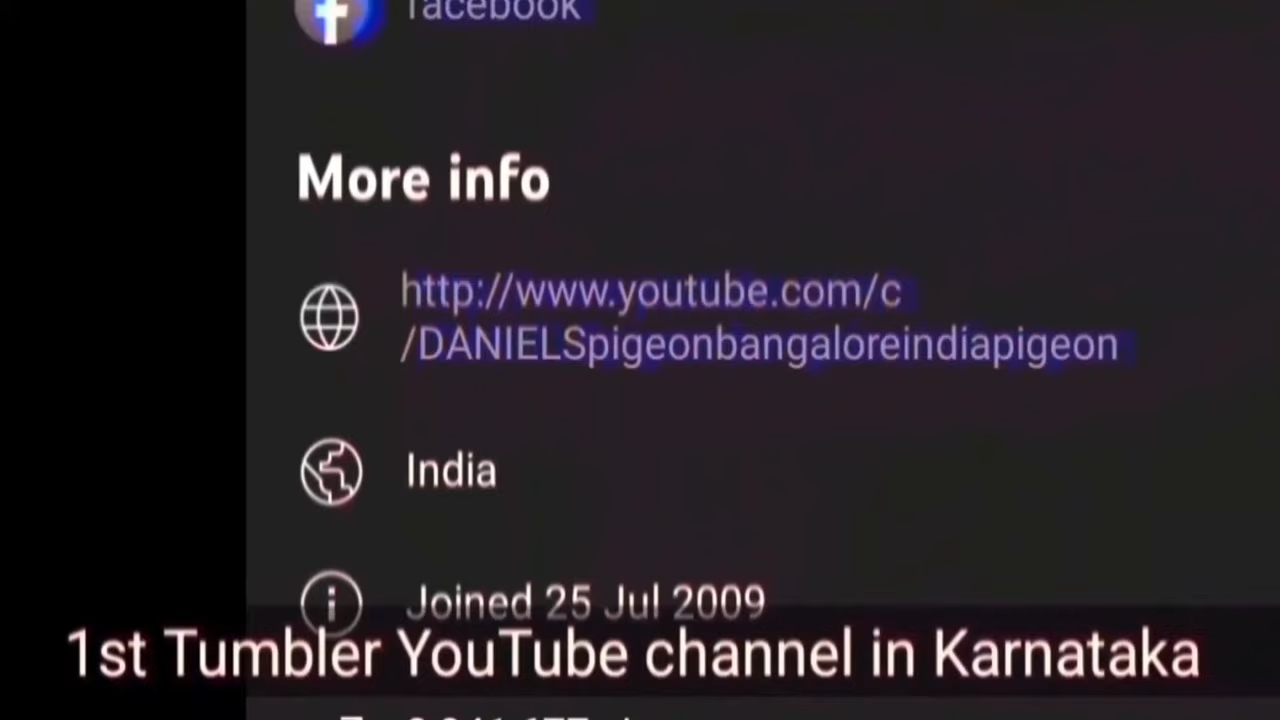 facebook
More info
http://www.youtube.com/c
/DANIELSpigeonbangaloreindiapigeon
India
Joined 25 Jul 2009
1st Tumbler YouTube channel in Karnataka